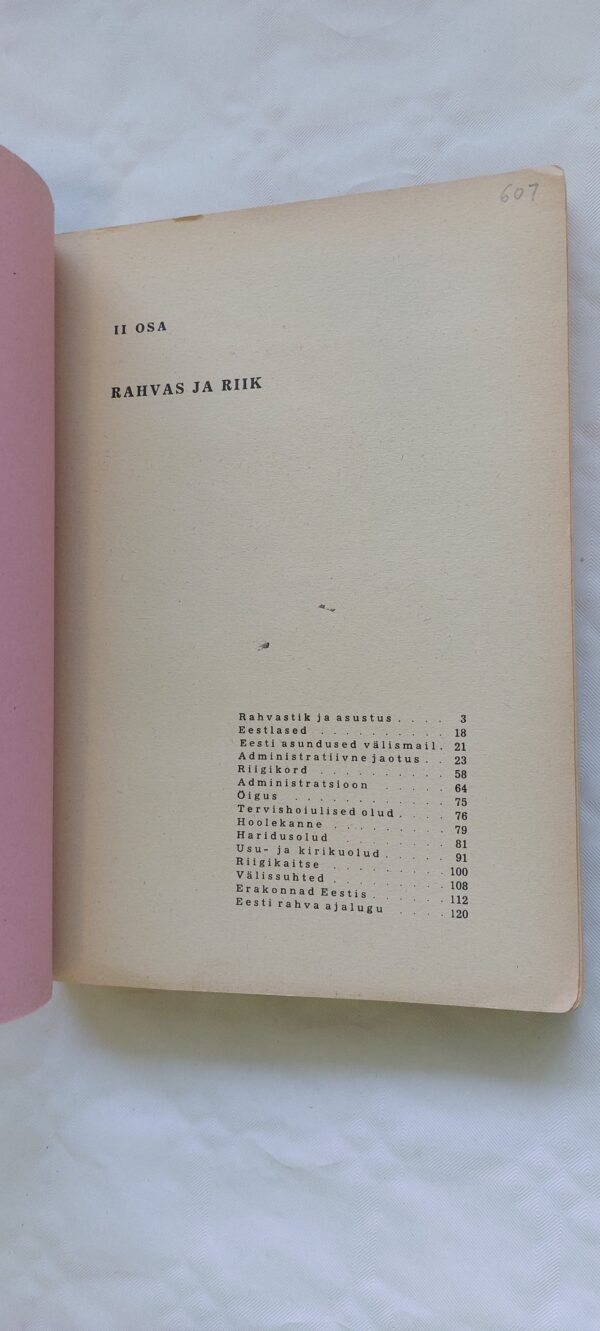 607
II OSA
RAHVAS JA RIIK
Rahvastik ja asustus . . . . 3
Eestlased . . . . . . . . . . 18
Eesti asundused välismail . 21
Administratiivne jaotus . . 23
Riigikord . . . . . . . . . . 58
Administratsioon . . . . . 64
Õigus . . . . . . . . . . . 75
Tervishoiulised olud . . . . 76
Hoolekanne . . . . . . . . . 79
Haridusolud . . . . . . . . 81
Usu- ja kirikuolud . . . . . 91
Riigikaitse . . . . . . . . . 100
Välissuhted . . . . . . . . . 108
Erakonnad Eestis . . . . . . 112
Eesti rahva ajalugu . . . . 120